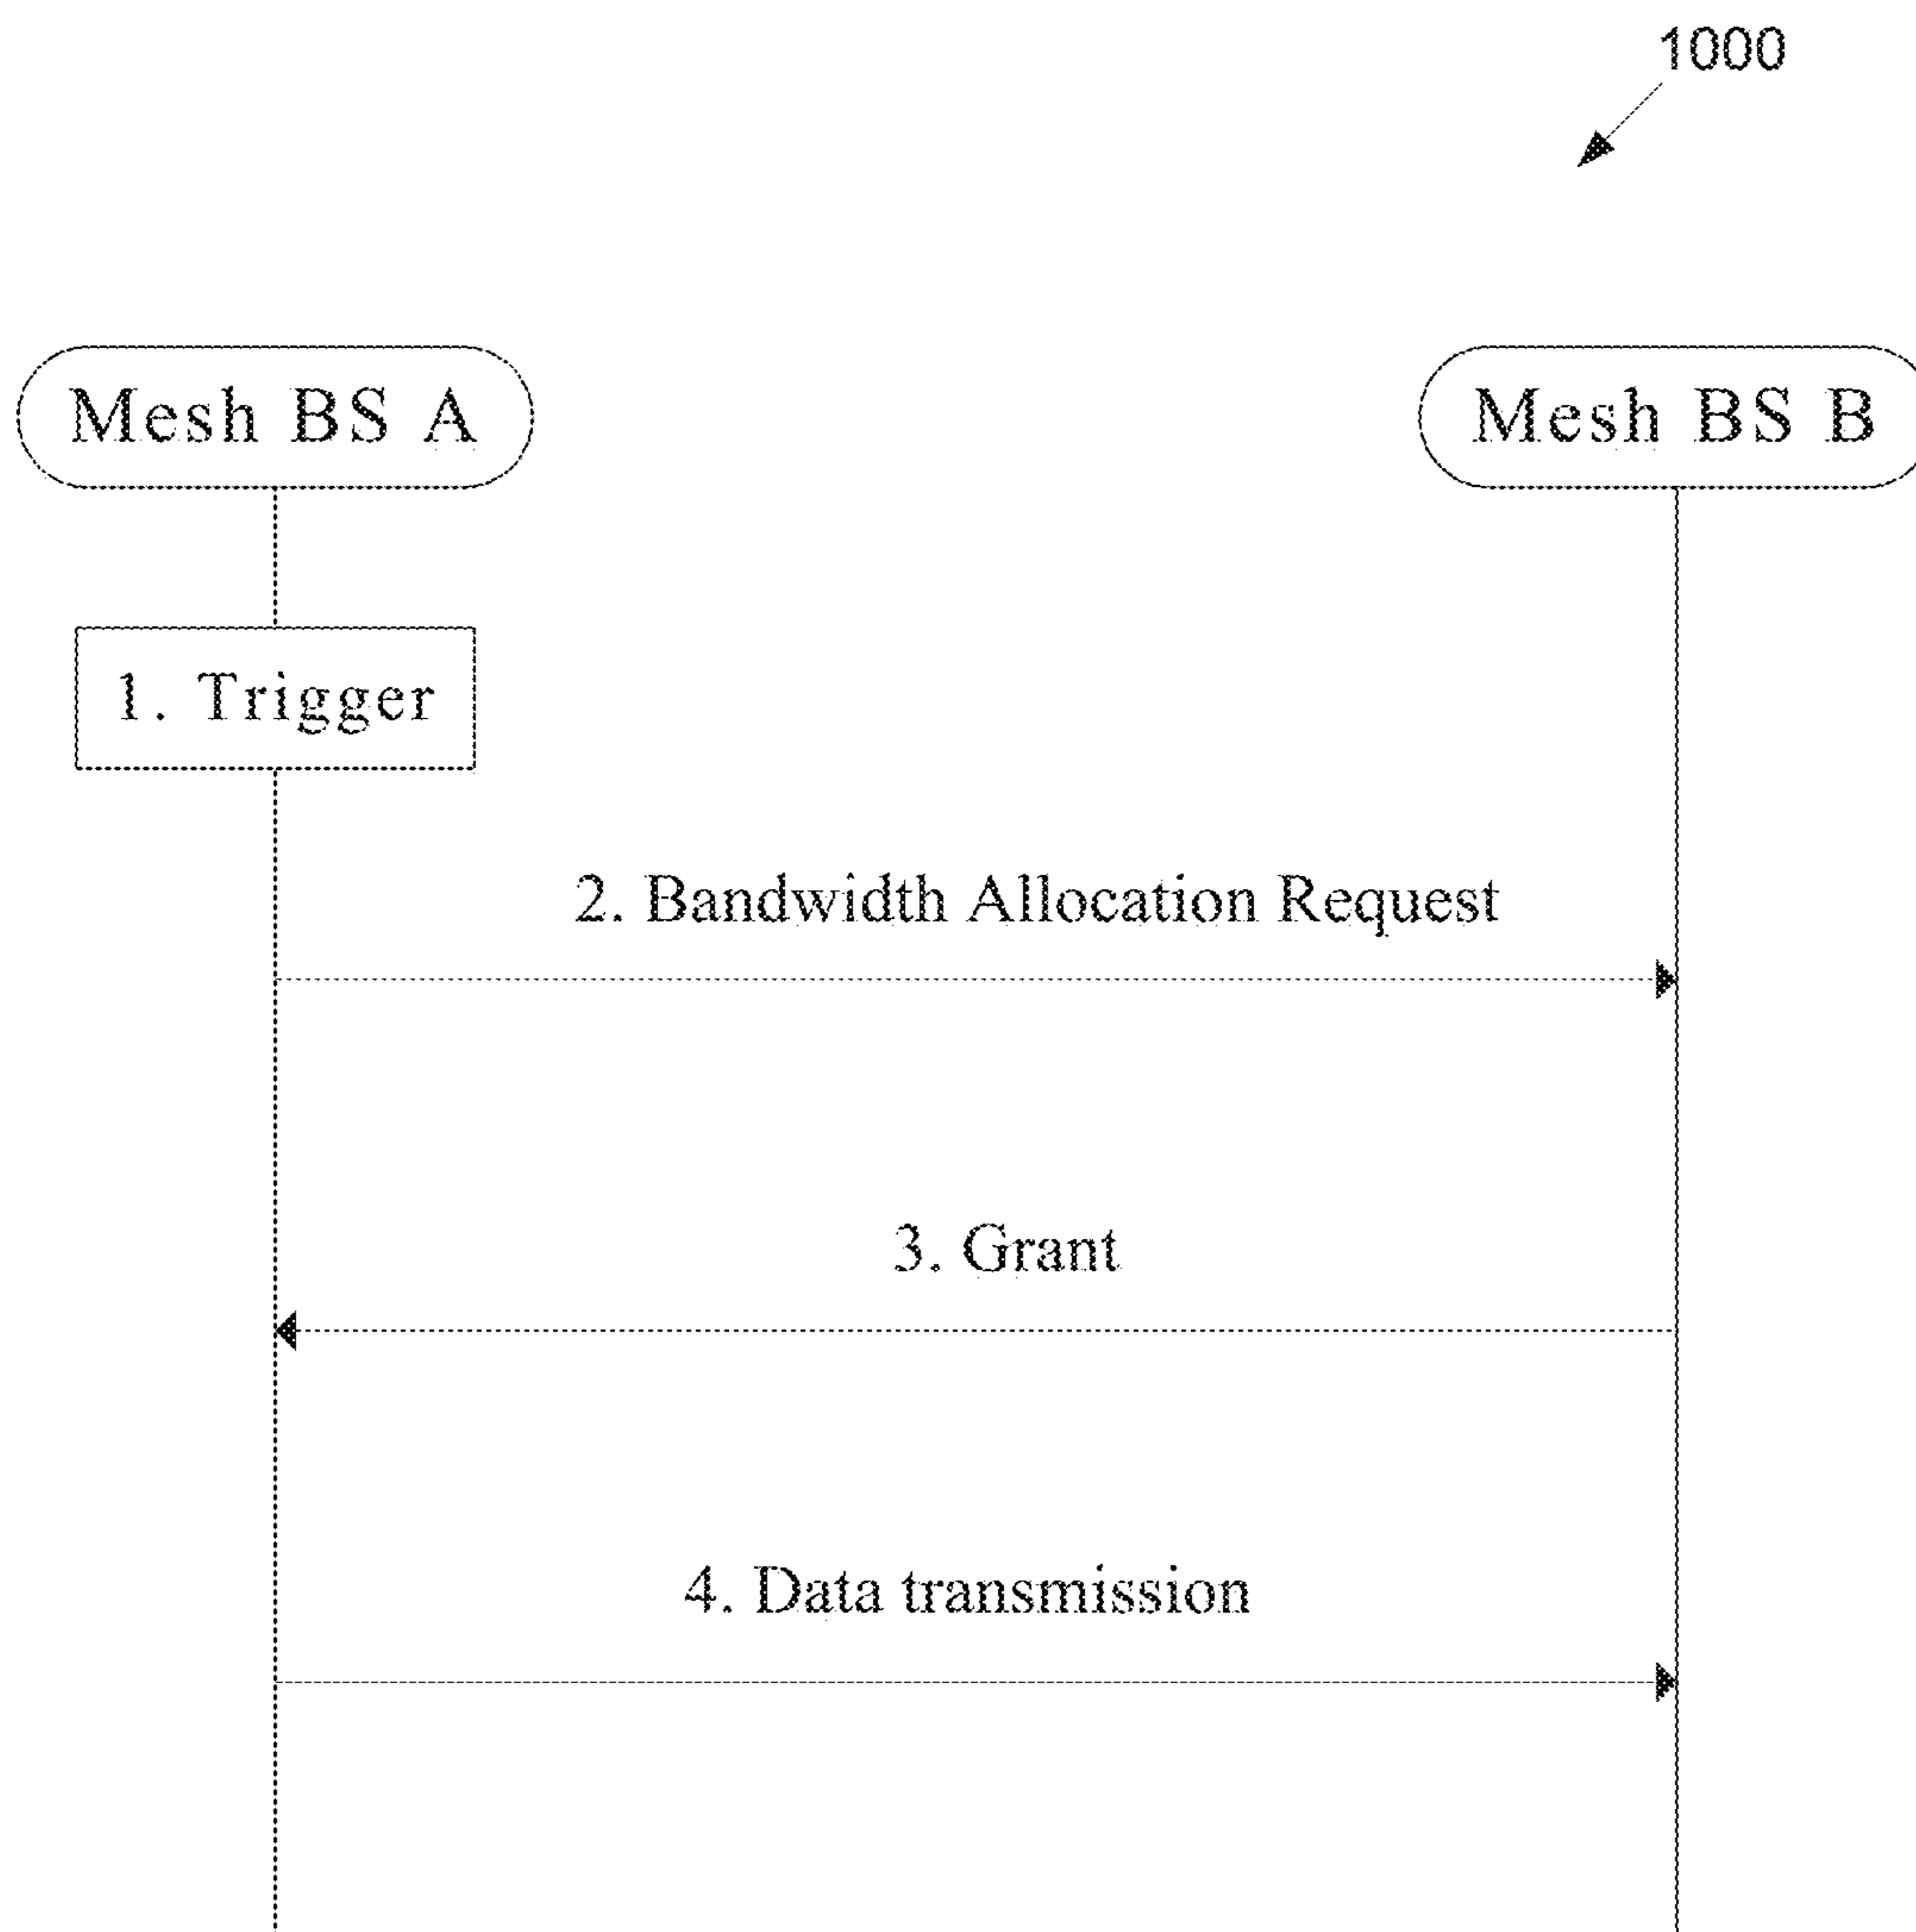 1000
Mesh BS A
Mesh BS B
1. Trigger
2. Bandwidth Allocation Request
3. Grant
4. Data transmission